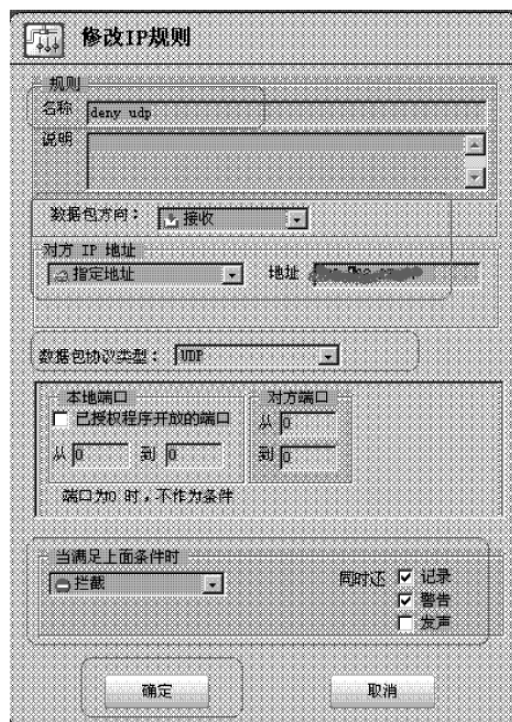 修改IP规则
规则
名称 deny udp
说明
数据包方向： 接收
对方 IP 地址
指定地址 地址
数据包协议类型： UDP
本地端口 对方端口
已授权程序开放的端口 从 0
从 0 到 0 到 0
端口为0 时，不作为条件
当满足上面条件时
拦截 同时还 记录
警告
发声
确定 取消